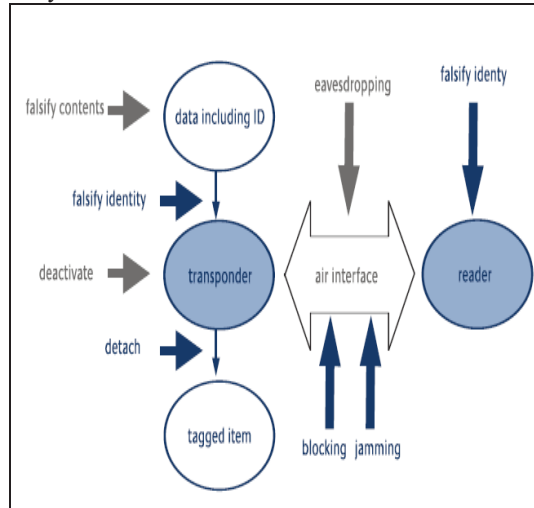 falsify contents
data including ID
eavesdropping
falsify identy
falsify identity
deactivate
transponder
air interface
reader
detach
tagged item
blocking
jamming